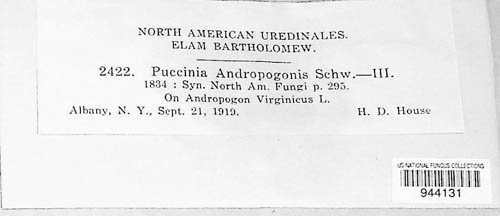 NORTH AMERICAN UREDINALES.
ELAM BARTHOLOMEW.
2422. Puccinia Andropogonis Schw.—III.
1834 : Syn. North Am. Fungi p. 295.
On Andropogon Virginicus L.
Albany, N. Y., Sept. 21, 1919. H. D. House
US NATIONAL FUNGUS COLLECTIONS
944131